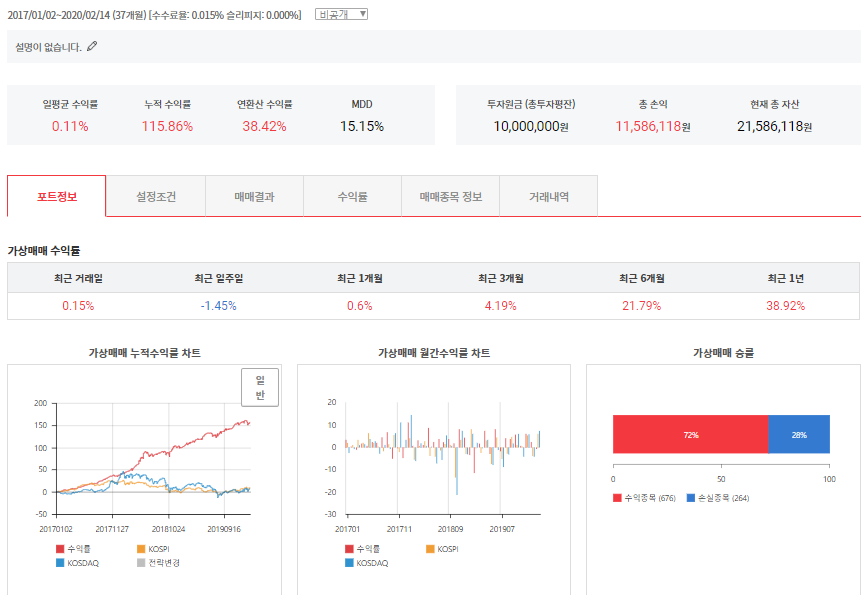 2017/01/02~2020/02/14 (37개월) [수수료율: 0.015% 슬리피지: 0.000%] 비공개
설명이 없습니다.
일평균 수익률 누적 수익률 연환산 수익률 MDD
0.11% 115.86% 38.42% 15.15%
투자원금 (총투자평잔) 총 손익 현재 총 자산
10,000,000원 11,586,118원 21,586,118원
포트정보 설정조건 매매결과 수익률 매매종목 정보 거래내역
가상매매 수익률
최근 거래일 최근 일주일 최근 1개월 최근 3개월 최근 6개월 최근 1년
0.15% -1.45% 0.6% 4.19% 21.79% 38.92%
가상매매 누적수익률 차트
일반
200
150
100
50
0
-50
20170102 20171127 20181024 20190916
수익률 KOSPI
KOSDAQ 전략변경
가상매매 월간수익률 차트
20
10
0
-10
-20
-30
201701 201711 201809 201907
수익률 KOSPI
KOSDAQ
가상매매 승률
72% 28%
0 50 100
수익종목 (676) 손실종목 (264)